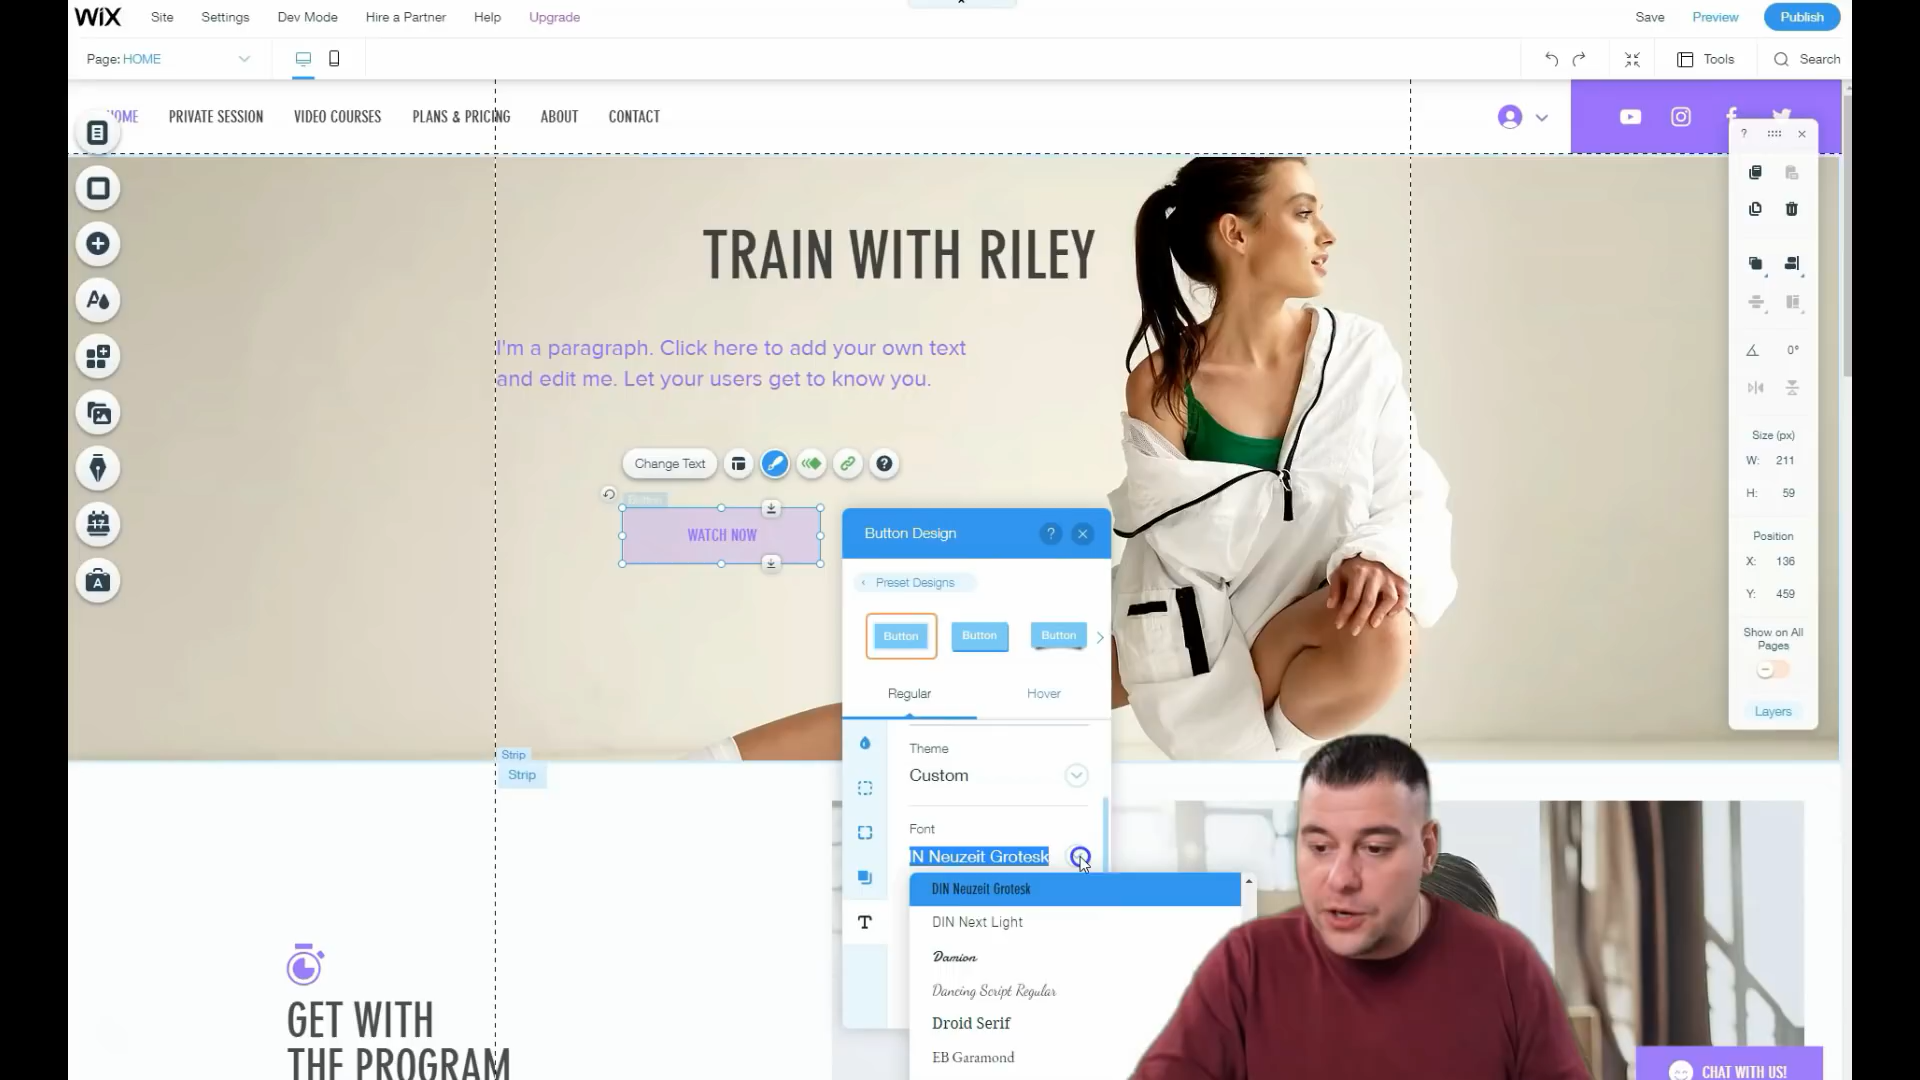 WiX
Site
Settings
Dev Mode
Hire a Partner
Help
Upgrade
Save
Preview
Publish
Page: HOME
Tools
Search
HOME
PRIVATE SESSION
VIDEO COURSES
PLANS & PRICING
ABOUT
CONTACT
TRAIN WITH RILEY
I'm a paragraph. Click here to add your own text
and edit me. Let your users get to know you.
Change Text
Button
WATCH NOW
Button Design
Preset Designs
Button
Button
Button
Regular
Hover
Theme
Custom
Font
IN Neuzeit Grotesk
DIN Neuzeit Grotesk
DIN Next Light
Damion
Dancing Script Regular
Droid Serif
EB Garamond
Strip
Strip
GET WITH
THE PROGRAM
0°
Size (px)
W: 211
H: 59
Position
X: 136
Y: 459
Show on All
Pages
Layers
17
CHAT WITH US!